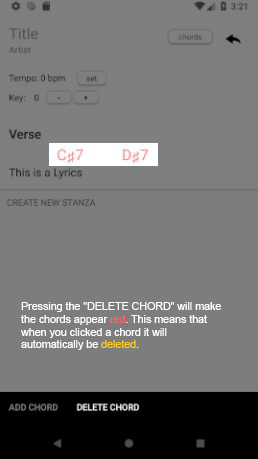 3:21
Title
Artist
chords
Tempo: 0 bpm
set
Key: 0 - +
Verse
C♯7 D♯7
This is a Lyrics
CREATE NEW STANZA
Pressing the "DELETE CHORD" will make
the chords appear red. This means that
when you clicked a chord it will
automatically be deleted.
ADD CHORD DELETE CHORD